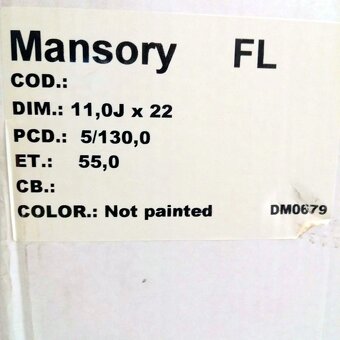 Mansory FL
COD.:
DIM.: 11,0J x 22
PCD.: 5/130,0
ET.: 55,0
CB.:
COLOR.: Not painted DM0679